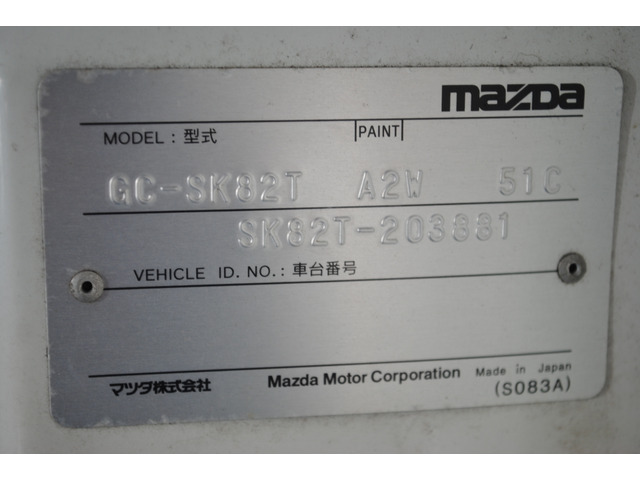 mazda
MODEL : 型式 PAINT
GC-SK82T A2W 51C
SK82T-203881
VEHICLE ID. NO. : 車台番号
マツダ株式会社 Mazda Motor Corporation Made in Japan
(S083A)